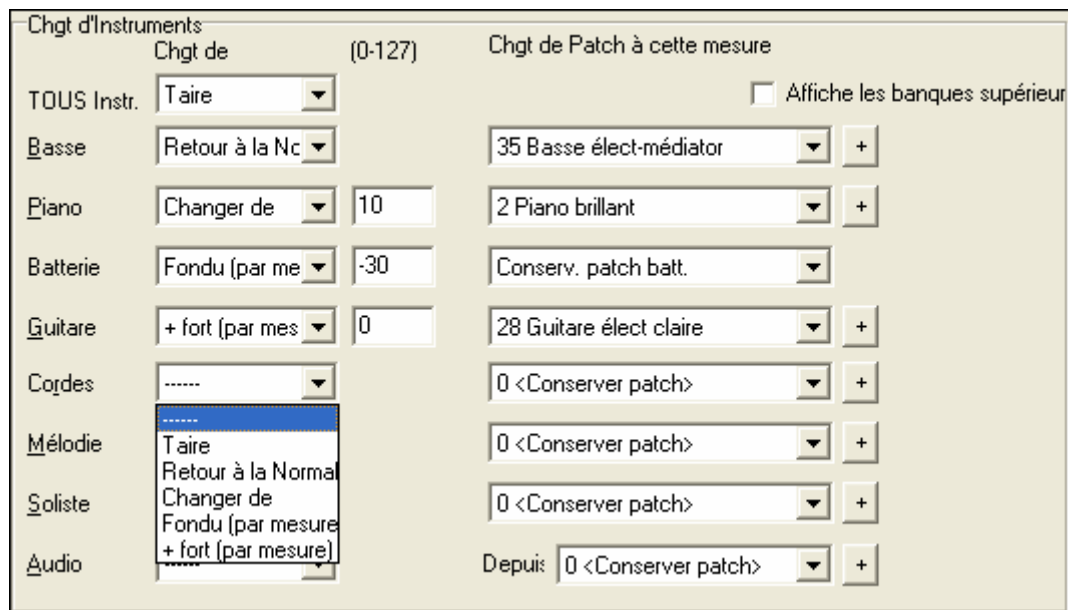 Chgt d'Instruments
Chgt de (0-127) Chgt de Patch à cette mesure
TOUS Instr. Taire Affiche les banques supérieur
Basse Retour à la Nc 35 Basse élect-médiator +
Piano Changer de 10 2 Piano brillant +
Batterie Fondu (par me -30 Conserv. patch batt.
Guitare + fort (par mes 0 28 Guitare élect claire +
Cordes ------ 0 <Conserver patch> +
------
Mélodie Taire 0 <Conserver patch> +
Retour à la Normal
Soliste Changer de 0 <Conserver patch> +
Fondu (par mesure
+ fort (par mesure)
Audio ------ Depuis 0 <Conserver patch> +